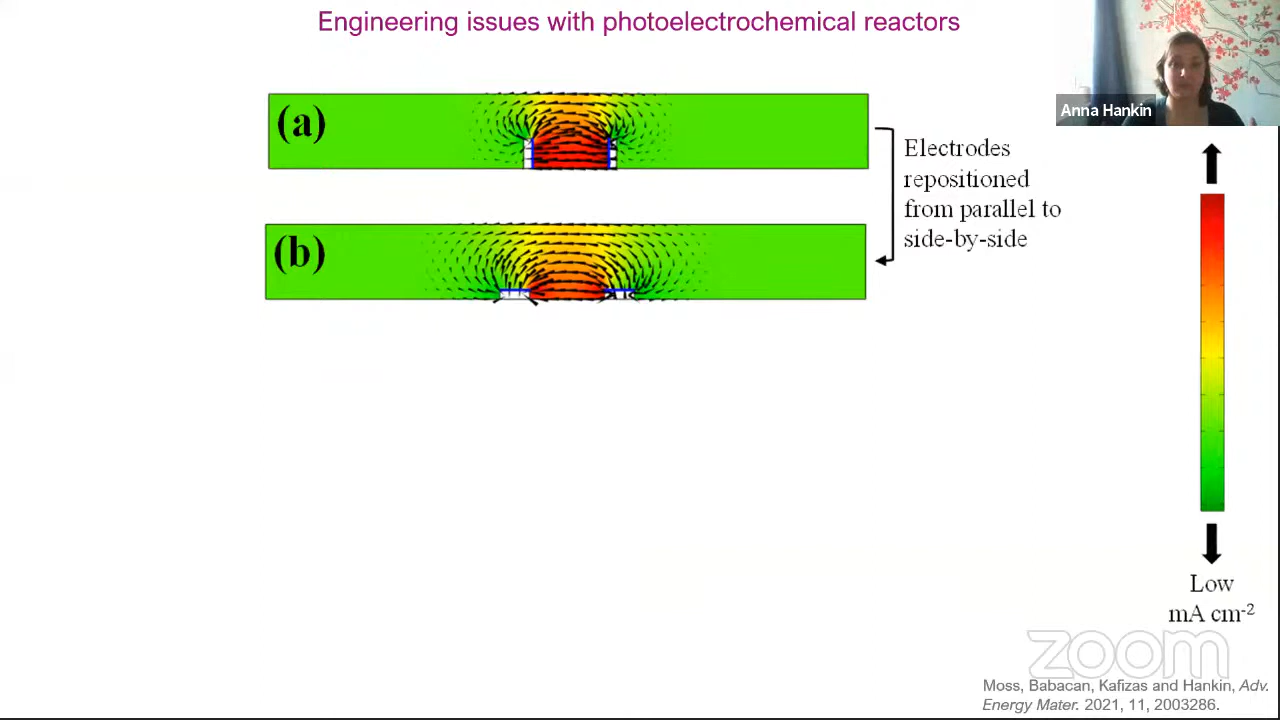 Engineering issues with photoelectrochemical reactors
Anna Hankin
(a)
Electrodes
repositioned
from parallel to
side-by-side
(b)
Low
mA cm⁻²
zoom
Moss, Babacan, Kafizas and Hankin, Adv.
Energy Mater. 2021, 11, 2003286.